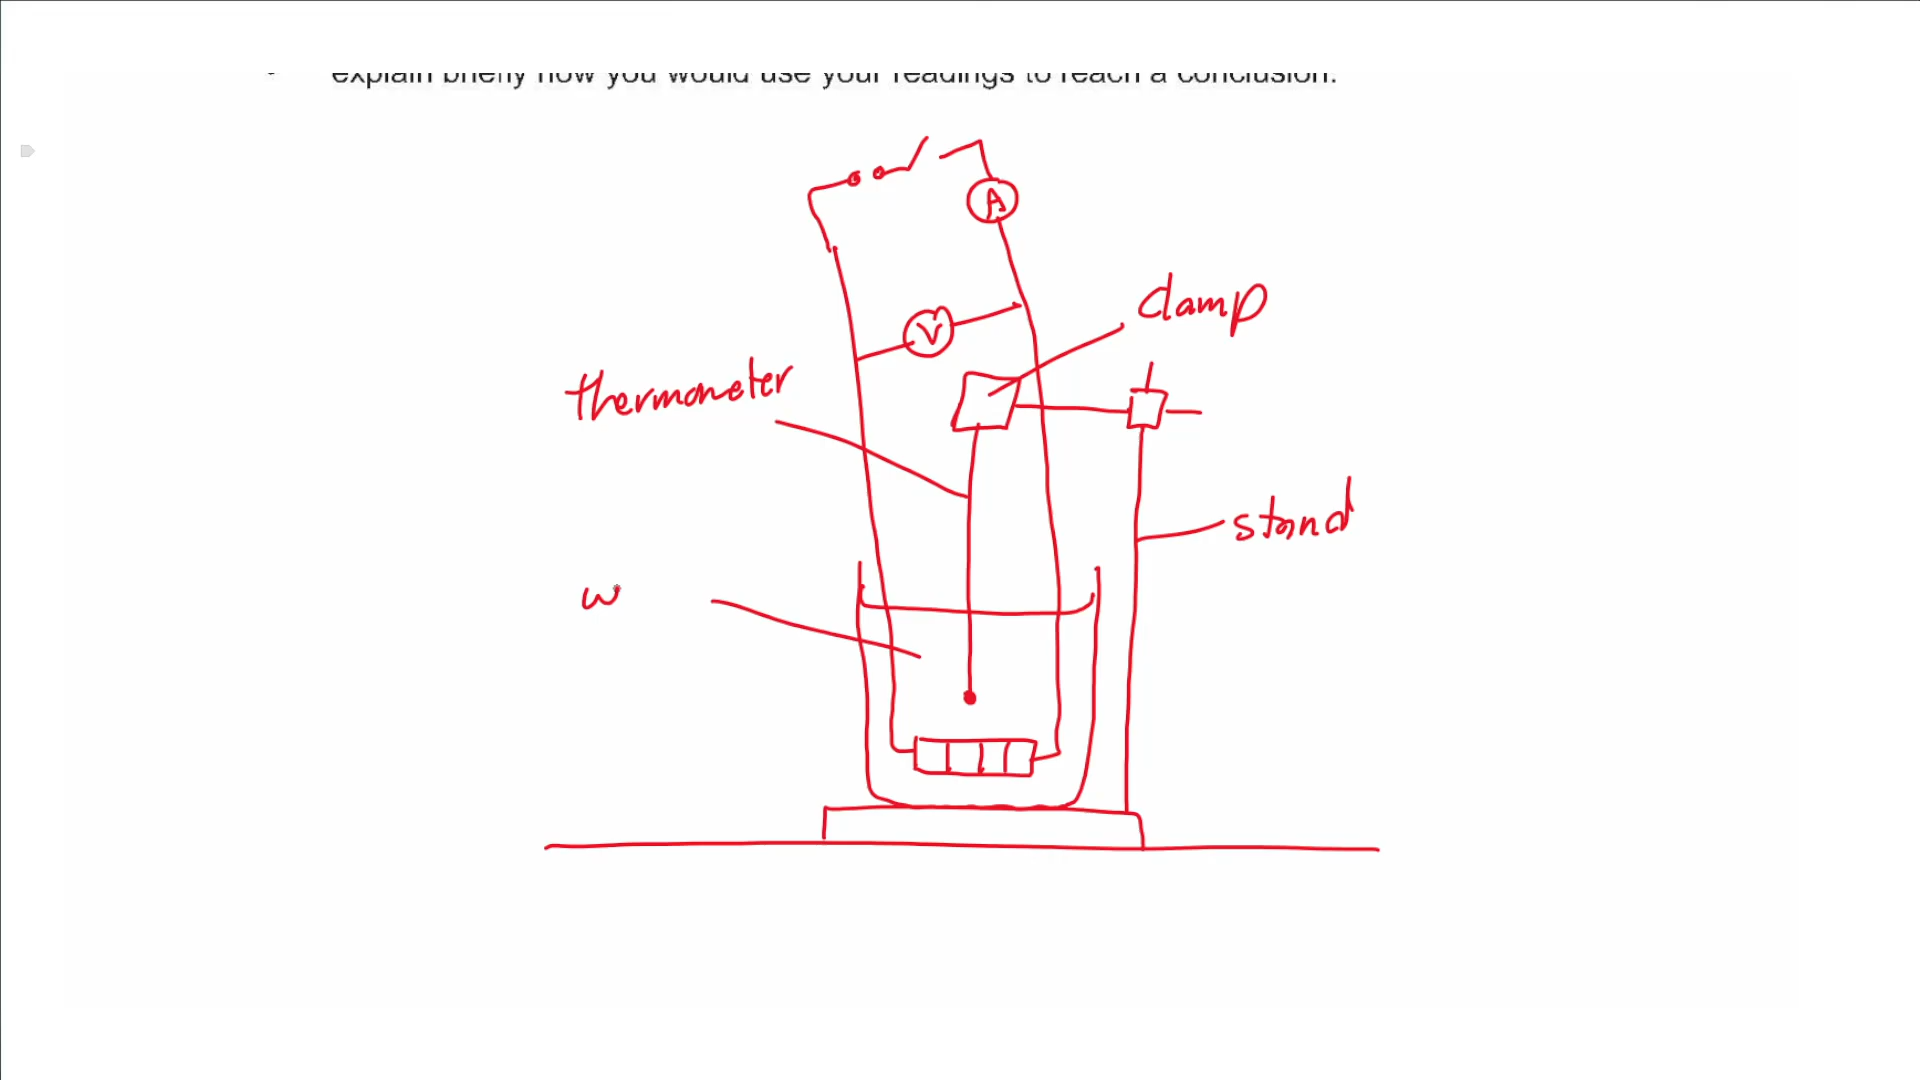 explain briefly how you would use your readings to reach a conclusion.
A
clamp
V
thermometer
stand
w